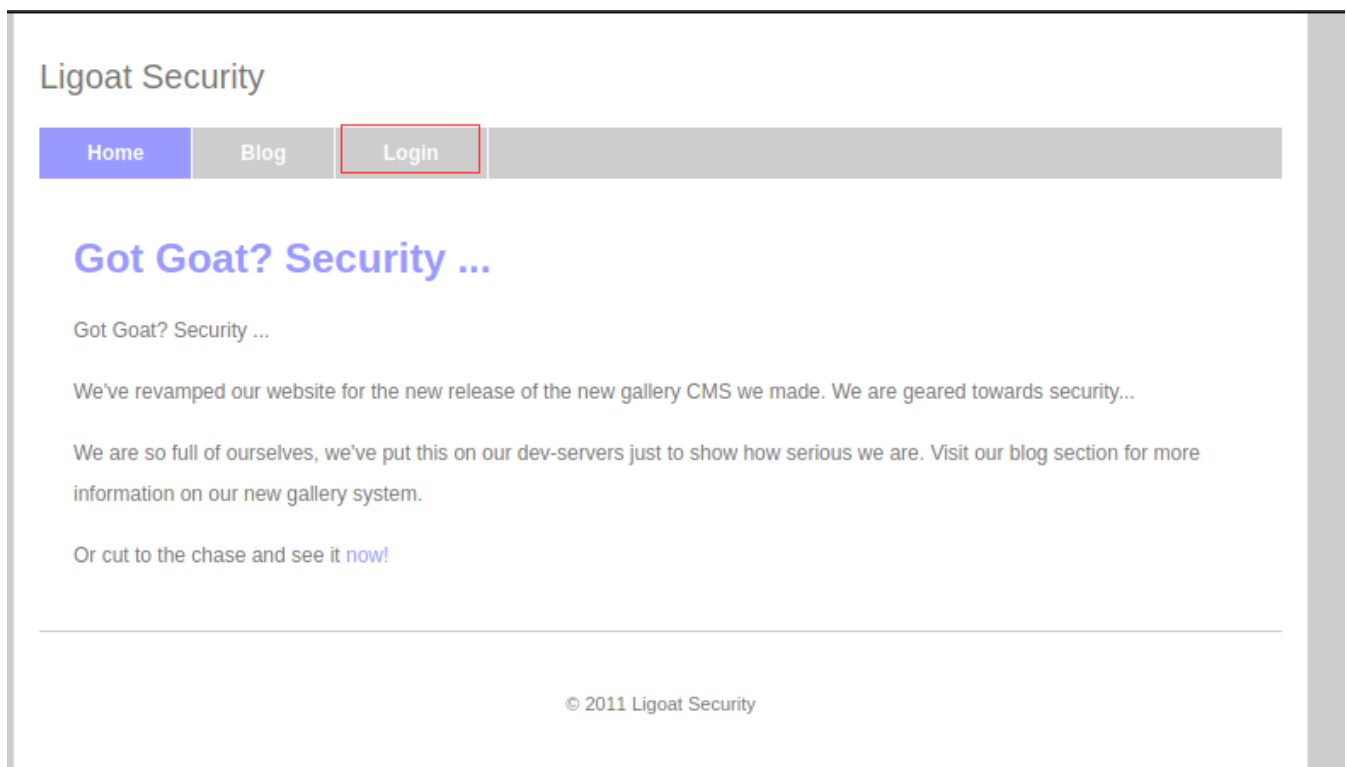 Ligoat Security
Home Blog Login
Got Goat? Security ...
Got Goat? Security ...
We've revamped our website for the new release of the new gallery CMS we made. We are geared towards security...
We are so full of ourselves, we've put this on our dev-servers just to show how serious we are. Visit our blog section for more
information on our new gallery system.
Or cut to the chase and see it now!
© 2011 Ligoat Security